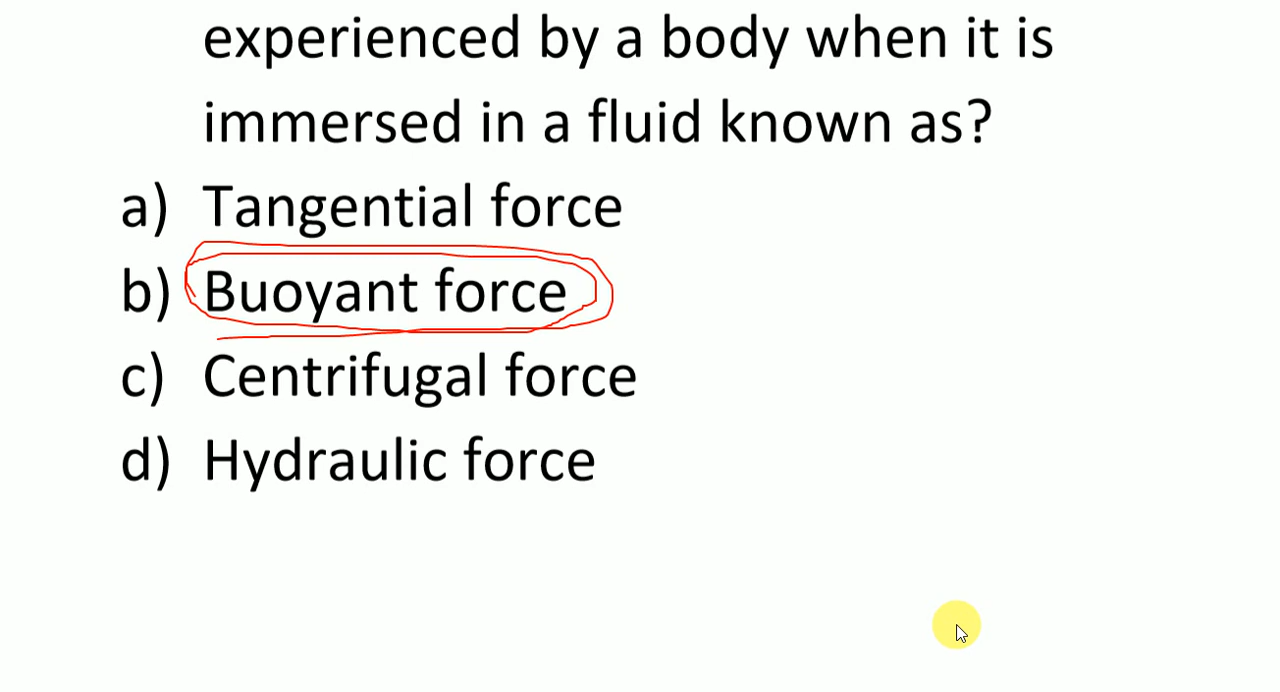 experienced by a body when it is
immersed in a fluid known as?
a) Tangential force
b) Buoyant force
c) Centrifugal force
d) Hydraulic force